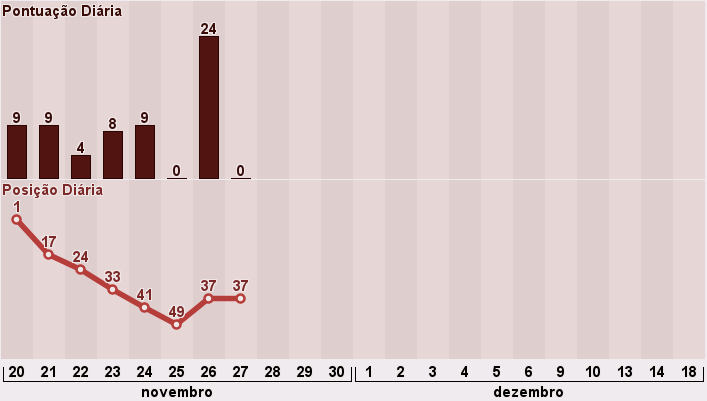 Pontuação Diária
9 9 4 8 9 0 24 0
Posição Diária
1 17 24 33 41 49 37 37
20 21 22 23 24 25 26 27 28 29 30 1 2 3 4 5 6 9 10 13 14 18
novembro dezembro